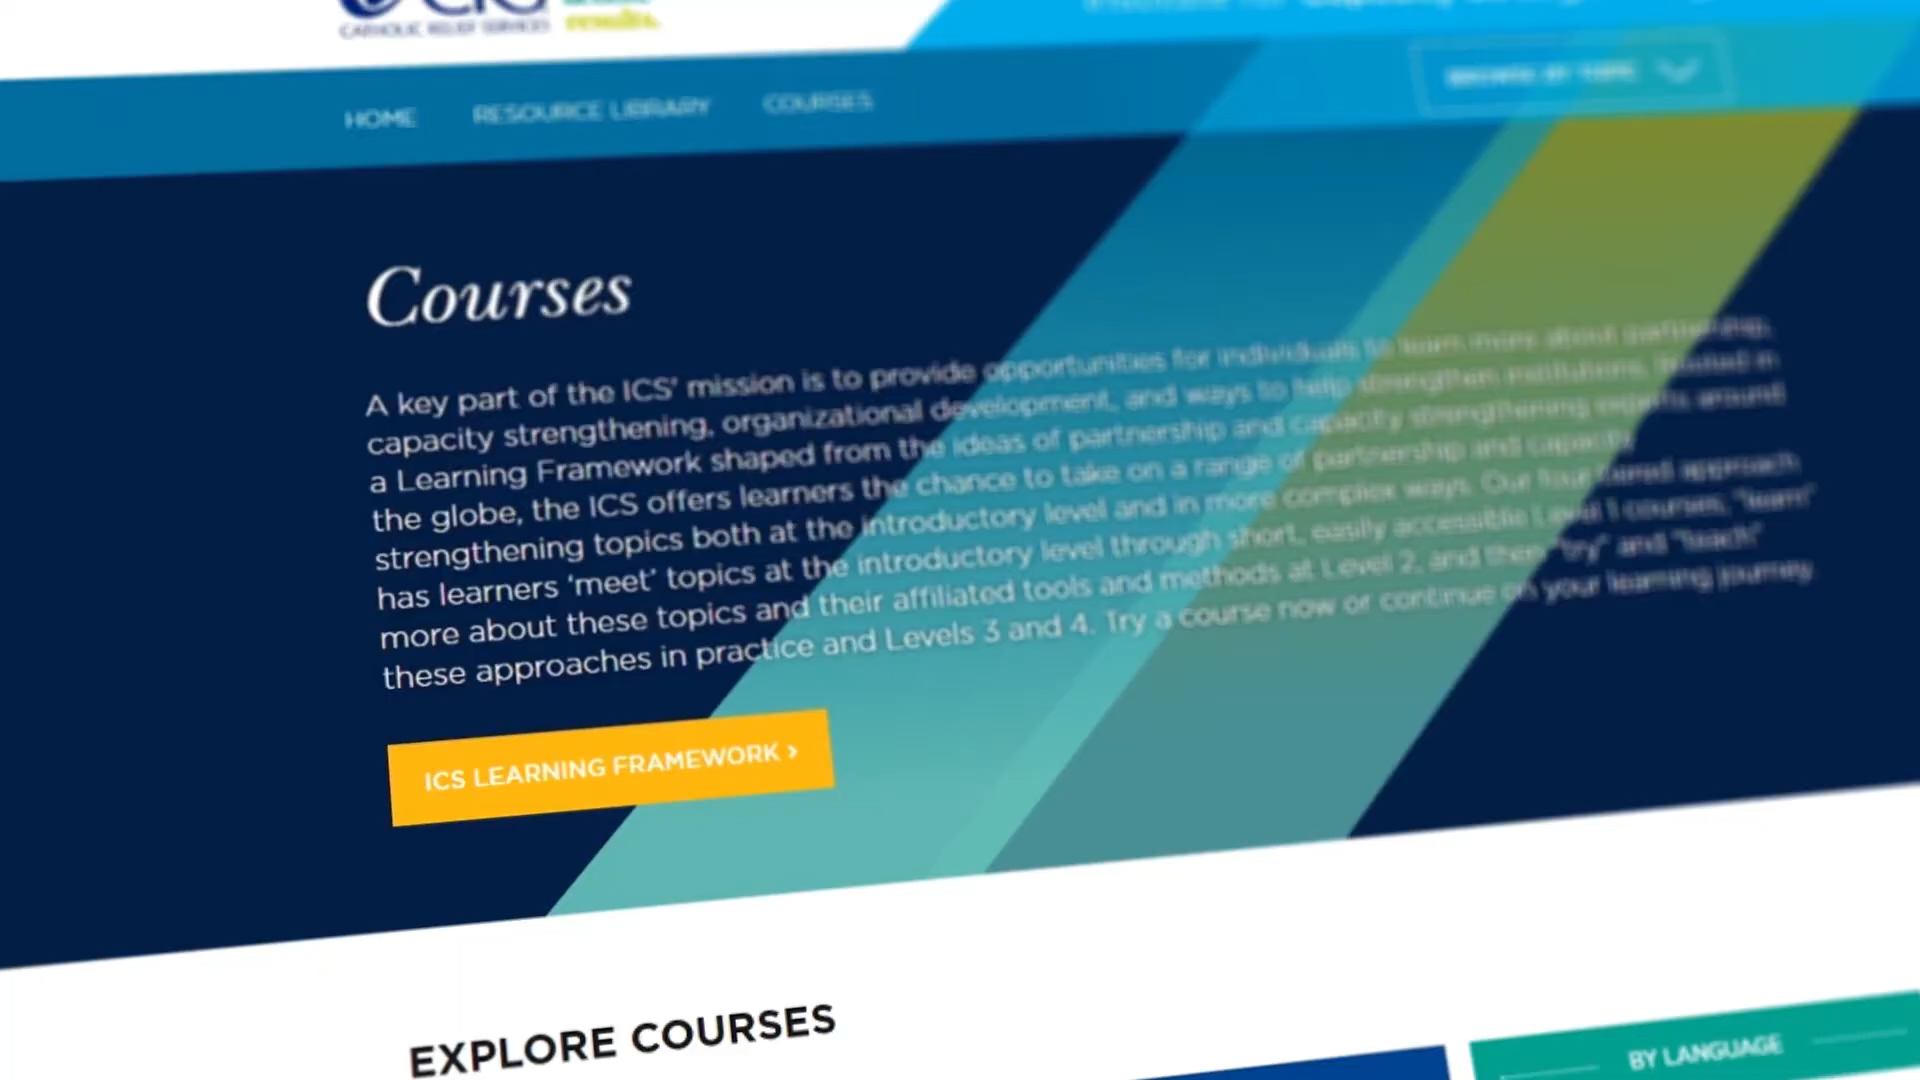 CATHOLIC RELIEF SERVICES
results.
HOME RESOURCE LIBRARY COURSES BROWSE BY TOPIC
Courses
A key part of the ICS’ mission is to provide opportunities for individuals to learn more about partnership,
capacity strengthening, organizational development, and ways to help strengthen institutions. Rooted in
a Learning Framework shaped from the ideas of partnership and capacity strengthening experts around
the globe, the ICS offers learners the chance to take on a range of partnership and capacity
strengthening topics both at the introductory level and in more complex ways. Our four tiered approach
has learners ‘meet’ topics at the introductory level through short, easily accessible Level 1 courses, “learn”
more about these topics and their affiliated tools and methods at Level 2, and then “try” and “teach”
these approaches in practice and Levels 3 and 4. Try a course now or continue on your learning journey.
ICS LEARNING FRAMEWORK ›
EXPLORE COURSES
BY LANGUAGE